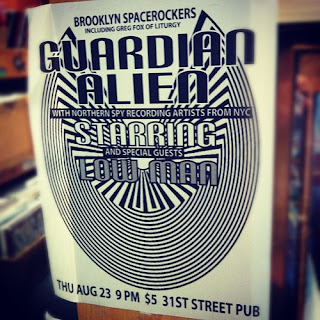 BROOKLYN SPACEROCKERS
INCLUDING GREG FOX OF LITURGY
GUARDIAN
ALIEN
WITH NORTHERN SPY RECORDING ARTISTS FROM NYC
STARRING
AND SPECIAL GUESTS
LOW MAN
THU AUG 23 9 PM $5 31ST STREET PUB